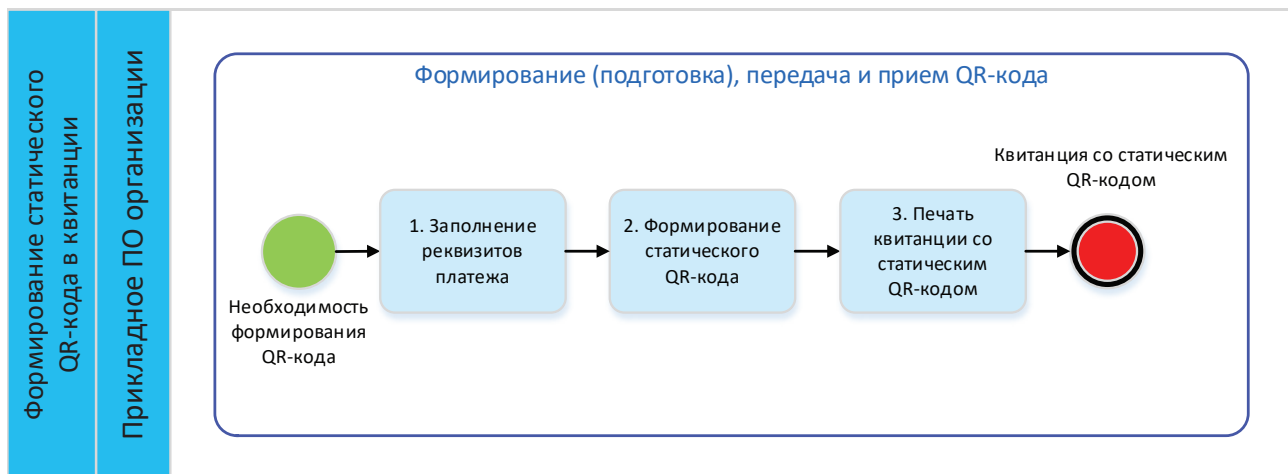 Формирование статического
QR-кода в квитанции
Прикладное ПО организации
Формирование (подготовка), передача и прием QR-кода
Необходимость
формирования
QR-кода
1. Заполнение
реквизитов
платежа
2. Формирование
статического
QR-кода
3. Печать
квитанции со
статическим
QR-кодом
Квитанция со статическим
QR-кодом